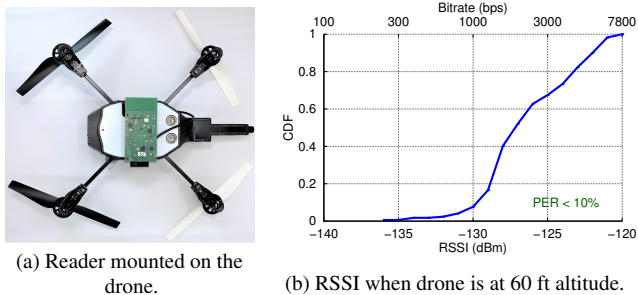 Bitrate (bps)
100 300 1000 3000 7800
1
0.8
0.6
0.4
0.2
0
CDF
PER < 10%
−140 −135 −130 −125 −120
RSSI (dBm)
(a) Reader mounted on the
drone.
(b) RSSI when drone is at 60 ft altitude.